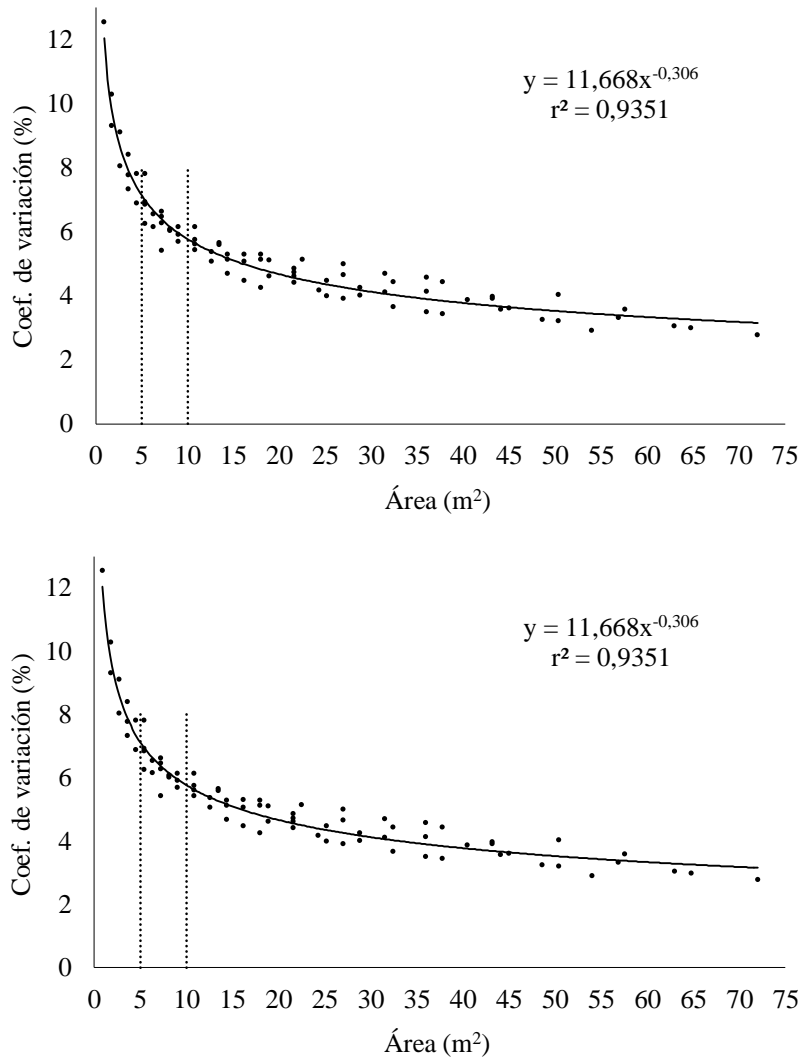 12
10
8
6
4
2
0
Coef. de variación (%)
y = 11,668x^-0,306
r² = 0,9351
0 5 10 15 20 25 30 35 40 45 50 55 60 65 70 75
Área (m²)
12
10
8
6
4
2
0
Coef. de variación (%)
y = 11,668x^-0,306
r² = 0,9351
0 5 10 15 20 25 30 35 40 45 50 55 60 65 70 75
Área (m²)